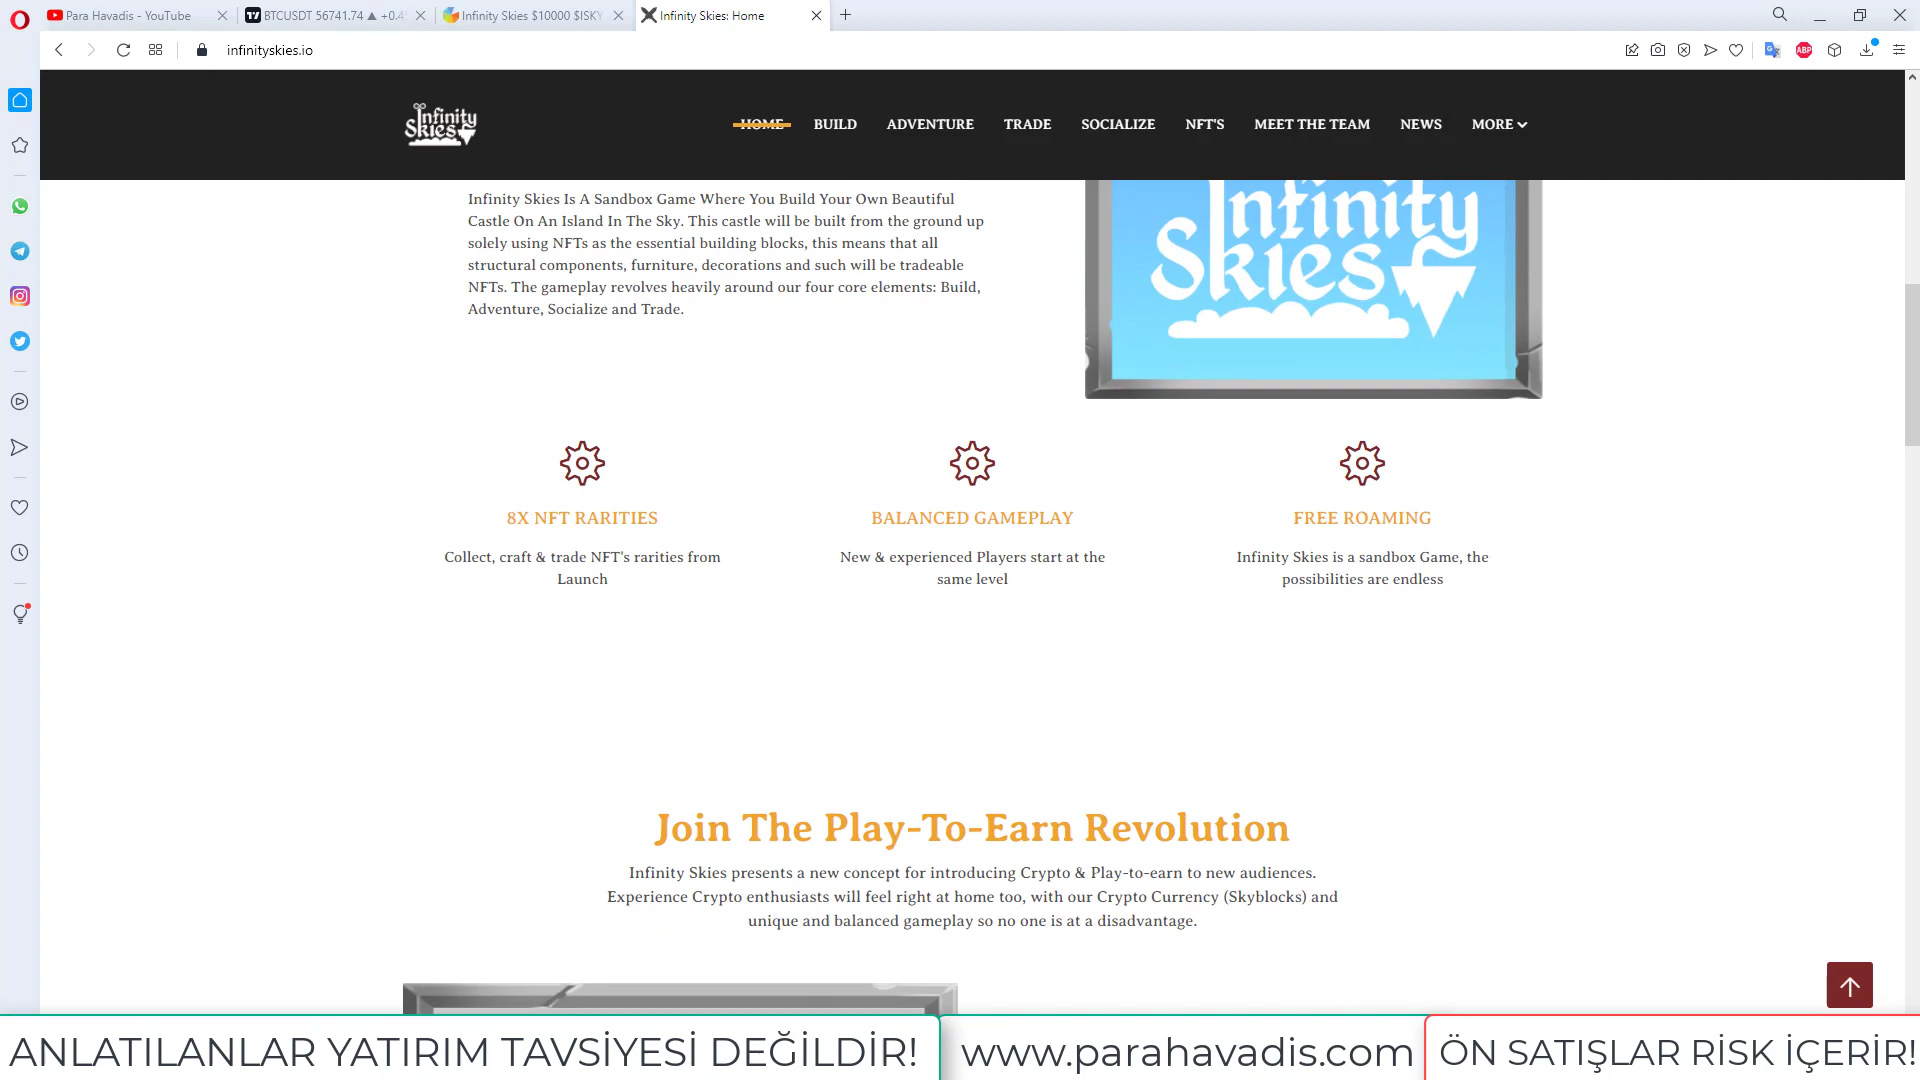 Para Havadis - YouTube
BTCUSDT 56741.74 ▲ +0.4
Infinity Skies $10000 $ISKY
Infinity Skies: Home
infinityskies.io
ABP
Infinity Skies
HOME
BUILD
ADVENTURE
TRADE
SOCIALIZE
NFT'S
MEET THE TEAM
NEWS
MORE
Infinity Skies Is A Sandbox Game Where You Build Your Own Beautiful
Castle On An Island In The Sky. This castle will be built from the ground up
solely using NFTs as the essential building blocks, this means that all
structural components, furniture, decorations and such will be tradeable
NFTs. The gameplay revolves heavily around our four core elements: Build,
Adventure, Socialize and Trade.
Infinity
Skies
8X NFT RARITIES
Collect, craft & trade NFT's rarities from
Launch
BALANCED GAMEPLAY
New & experienced Players start at the
same level
FREE ROAMING
Infinity Skies is a sandbox Game, the
possibilities are endless
Join The Play-To-Earn Revolution
Infinity Skies presents a new concept for introducing Crypto & Play-to-earn to new audiences.
Experience Crypto enthusiasts will feel right at home too, with our Crypto Currency (Skyblocks) and
unique and balanced gameplay so no one is at a disadvantage.
ANLATILANLAR YATIRIM TAVSİYESİ DEĞİLDİR!
www.parahavadis.com
ÖN SATIŞLAR RİSK İÇERİR!